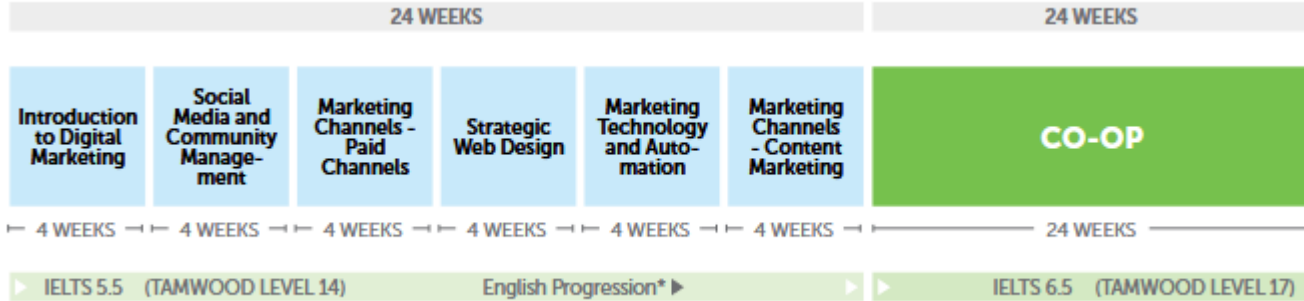 24 WEEKS
24 WEEKS
Introduction
to Digital
Marketing
Social
Media and
Community
Manage-
ment
Marketing
Channels -
Paid
Channels
Strategic
Web Design
Marketing
Technology
and Auto-
mation
Marketing
Channels
- Content
Marketing
CO-OP
4 WEEKS
4 WEEKS
4 WEEKS
4 WEEKS
4 WEEKS
4 WEEKS
24 WEEKS
IELTS 5.5 (TAMWOOD LEVEL 14)
English Progression*
IELTS 6.5 (TAMWOOD LEVEL 17)